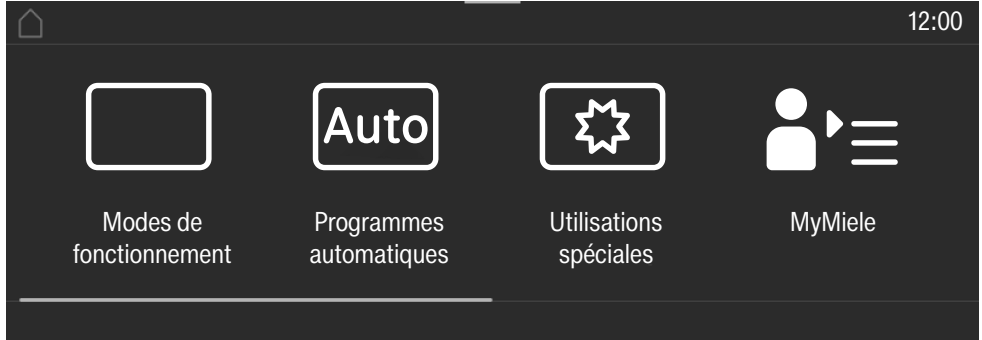 12:00
Auto
Modes de
fonctionnement
Programmes
automatiques
Utilisations
spéciales
MyMiele